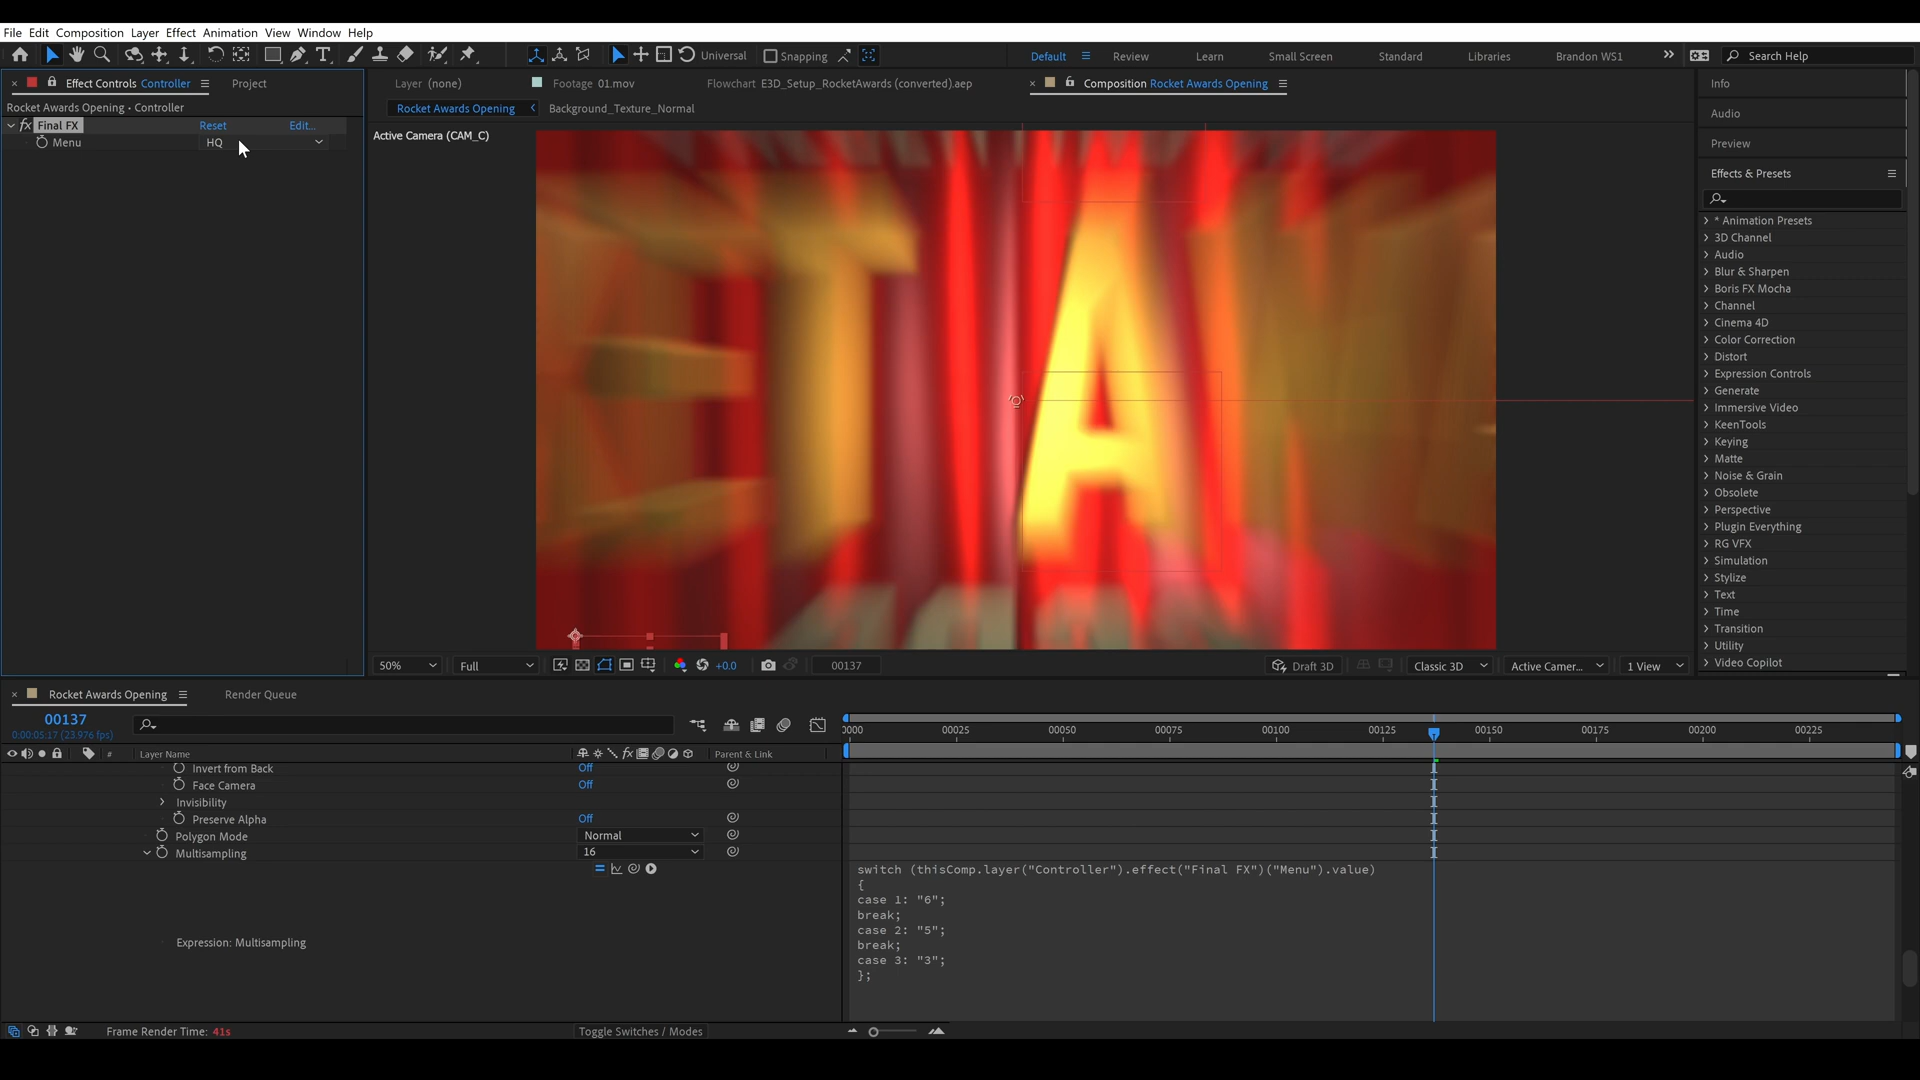 File Edit Composition Layer Effect Animation View Window Help
Universal Snapping Default Review Learn Small Screen Standard Libraries Brandon WS1 Search Help
Effect Controls Controller Project
Layer (none) Footage 01.mov Flowchart E3D_Setup_RocketAwards (converted).aep Composition Rocket Awards Opening
Rocket Awards Opening • Controller
Rocket Awards Opening Background_Texture_Normal
fx Final FX Reset Edit...
Menu HQ
Active Camera (CAM_C)
E T A
50% Full +0.0 00137 Draft 3D Classic 3D Active Camer... 1 View
Info
Audio
Preview
Effects & Presets
* Animation Presets
3D Channel
Audio
Blur & Sharpen
Boris FX Mocha
Channel
Cinema 4D
Color Correction
Distort
Expression Controls
Generate
Immersive Video
KeenTools
Keying
Matte
Noise & Grain
Obsolete
Perspective
Plugin Everything
RG VFX
Simulation
Stylize
Text
Time
Transition
Utility
Video Copilot
Rocket Awards Opening Render Queue
00137
0:00:05:17 (23.976 fps)
0000 00025 00050 00075 00100 00125 00150 00175 00200 00225
# Layer Name fx Parent & Link
Invert from Back Off
Face Camera Off
Invisibility
Preserve Alpha Off
Polygon Mode Normal
Multisampling 16
Expression: Multisampling
switch (thisComp.layer("Controller").effect("Final FX")("Menu").value)
{
case 1: "6";
break;
case 2: "5";
break;
case 3: "3";
};
Frame Render Time: 41s Toggle Switches / Modes